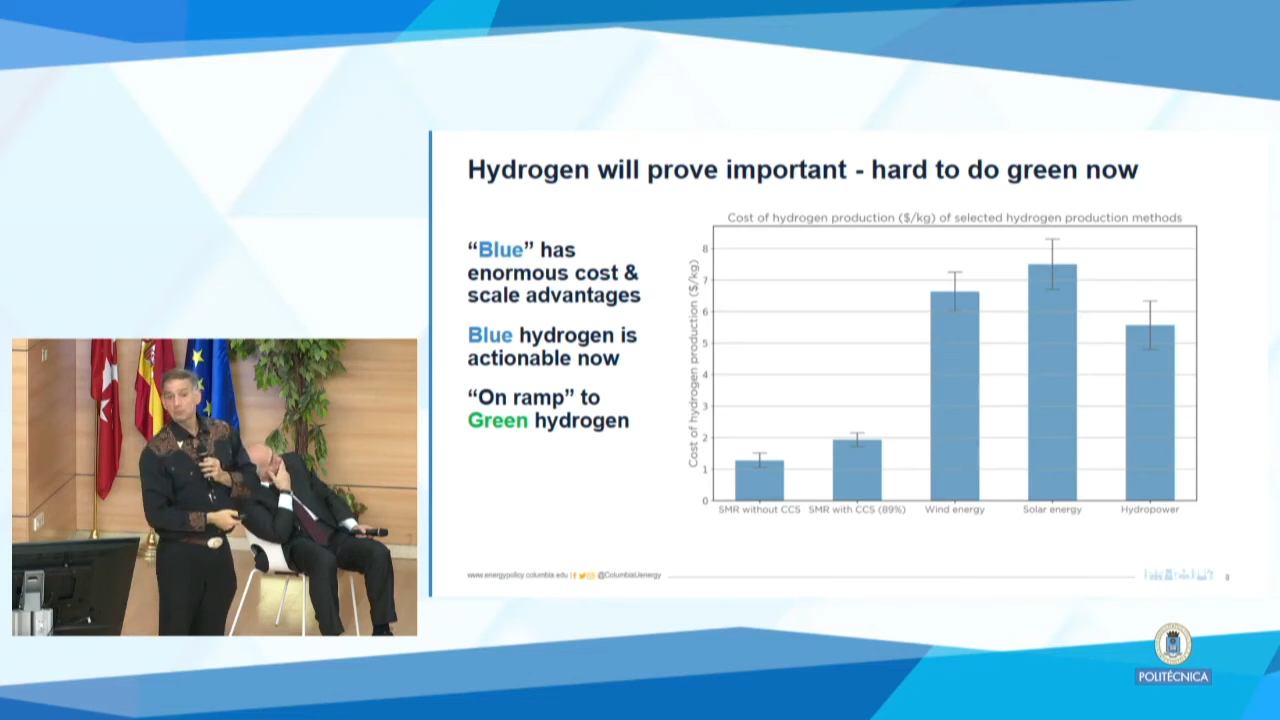 Hydrogen will prove important - hard to do green now
“Blue” has
enormous cost &
scale advantages
Blue hydrogen is
actionable now
“On ramp” to
Green hydrogen
Cost of hydrogen production ($/kg) of selected hydrogen production methods
Cost of hydrogen production ($/kg)
8
7
6
5
4
3
2
1
0
SMR without CCS
SMR with CCS (89%)
Wind energy
Solar energy
Hydropower
www.energypolicy.columbia.edu | @ColumbiaUenergy
8
POLITÉCNICA